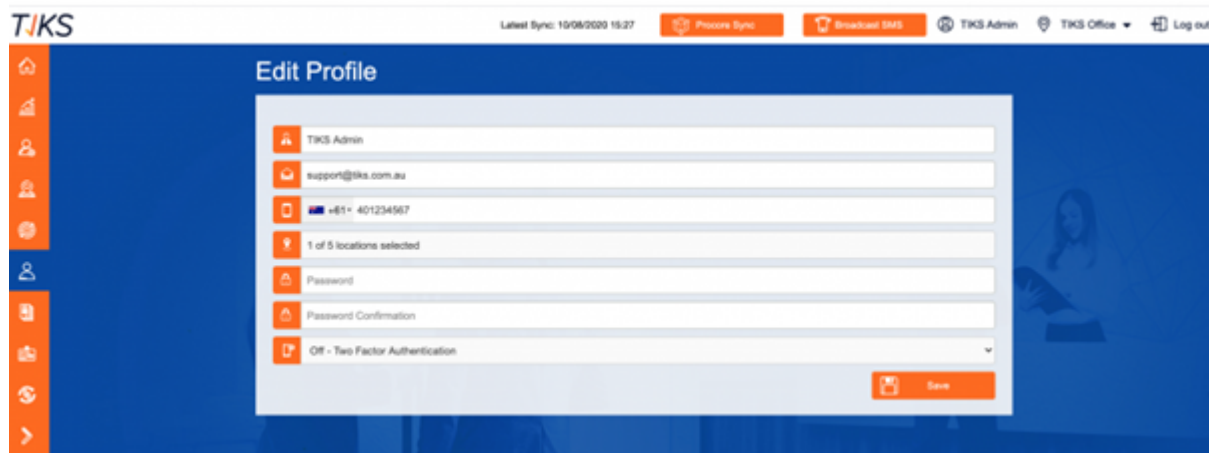 TIKS
Latest Sync: 10/08/2020 15:27
Procore Sync
Broadcast SMS
TIKS Admin
TIKS Office
Log out
Edit Profile
TIKS Admin
support@tiks.com.au
+61 401234567
1 of 5 locations selected
Password
Password Confirmation
Off - Two Factor Authentication
Save